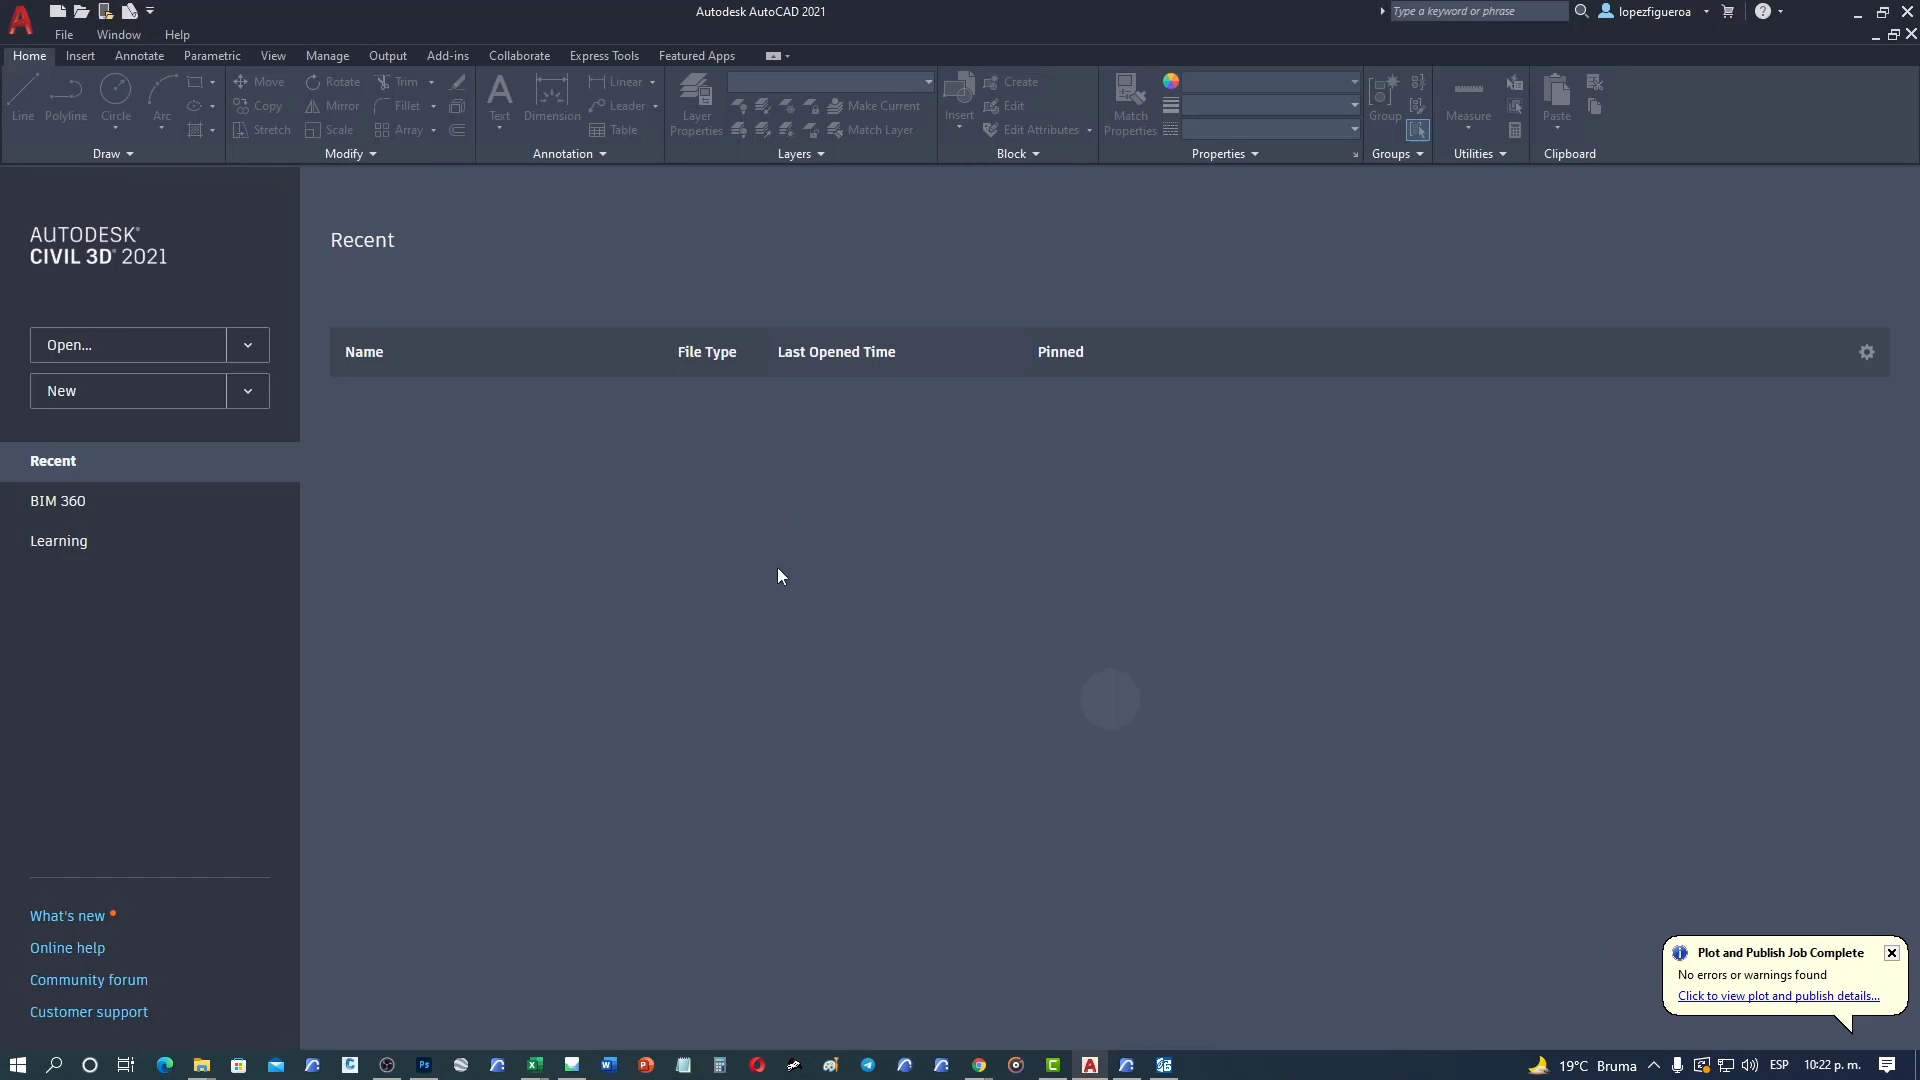 Autodesk AutoCAD 2021
Type a keyword or phrase
lopezfigueroa
File Window Help
Home Insert Annotate Parametric View Manage Output Add-ins Collaborate Express Tools Featured Apps
Line Polyline Circle Arc
Move Rotate Trim
Copy Mirror Fillet
Stretch Scale Array
Text Dimension
Linear
Leader
Table
Layer Properties
Make Current
Match Layer
Insert
Create
Edit
Edit Attributes
Match Properties
Group
Measure
Paste
Draw Modify Annotation Layers Block Properties Groups Utilities Clipboard
AUTODESK®
CIVIL 3D® 2021
Open...
New
Recent
BIM 360
Learning
What's new
Online help
Community forum
Customer support
Recent
Name File Type Last Opened Time Pinned
Plot and Publish Job Complete
No errors or warnings found
Click to view plot and publish details...
19°C Bruma ESP 10:22 p. m.